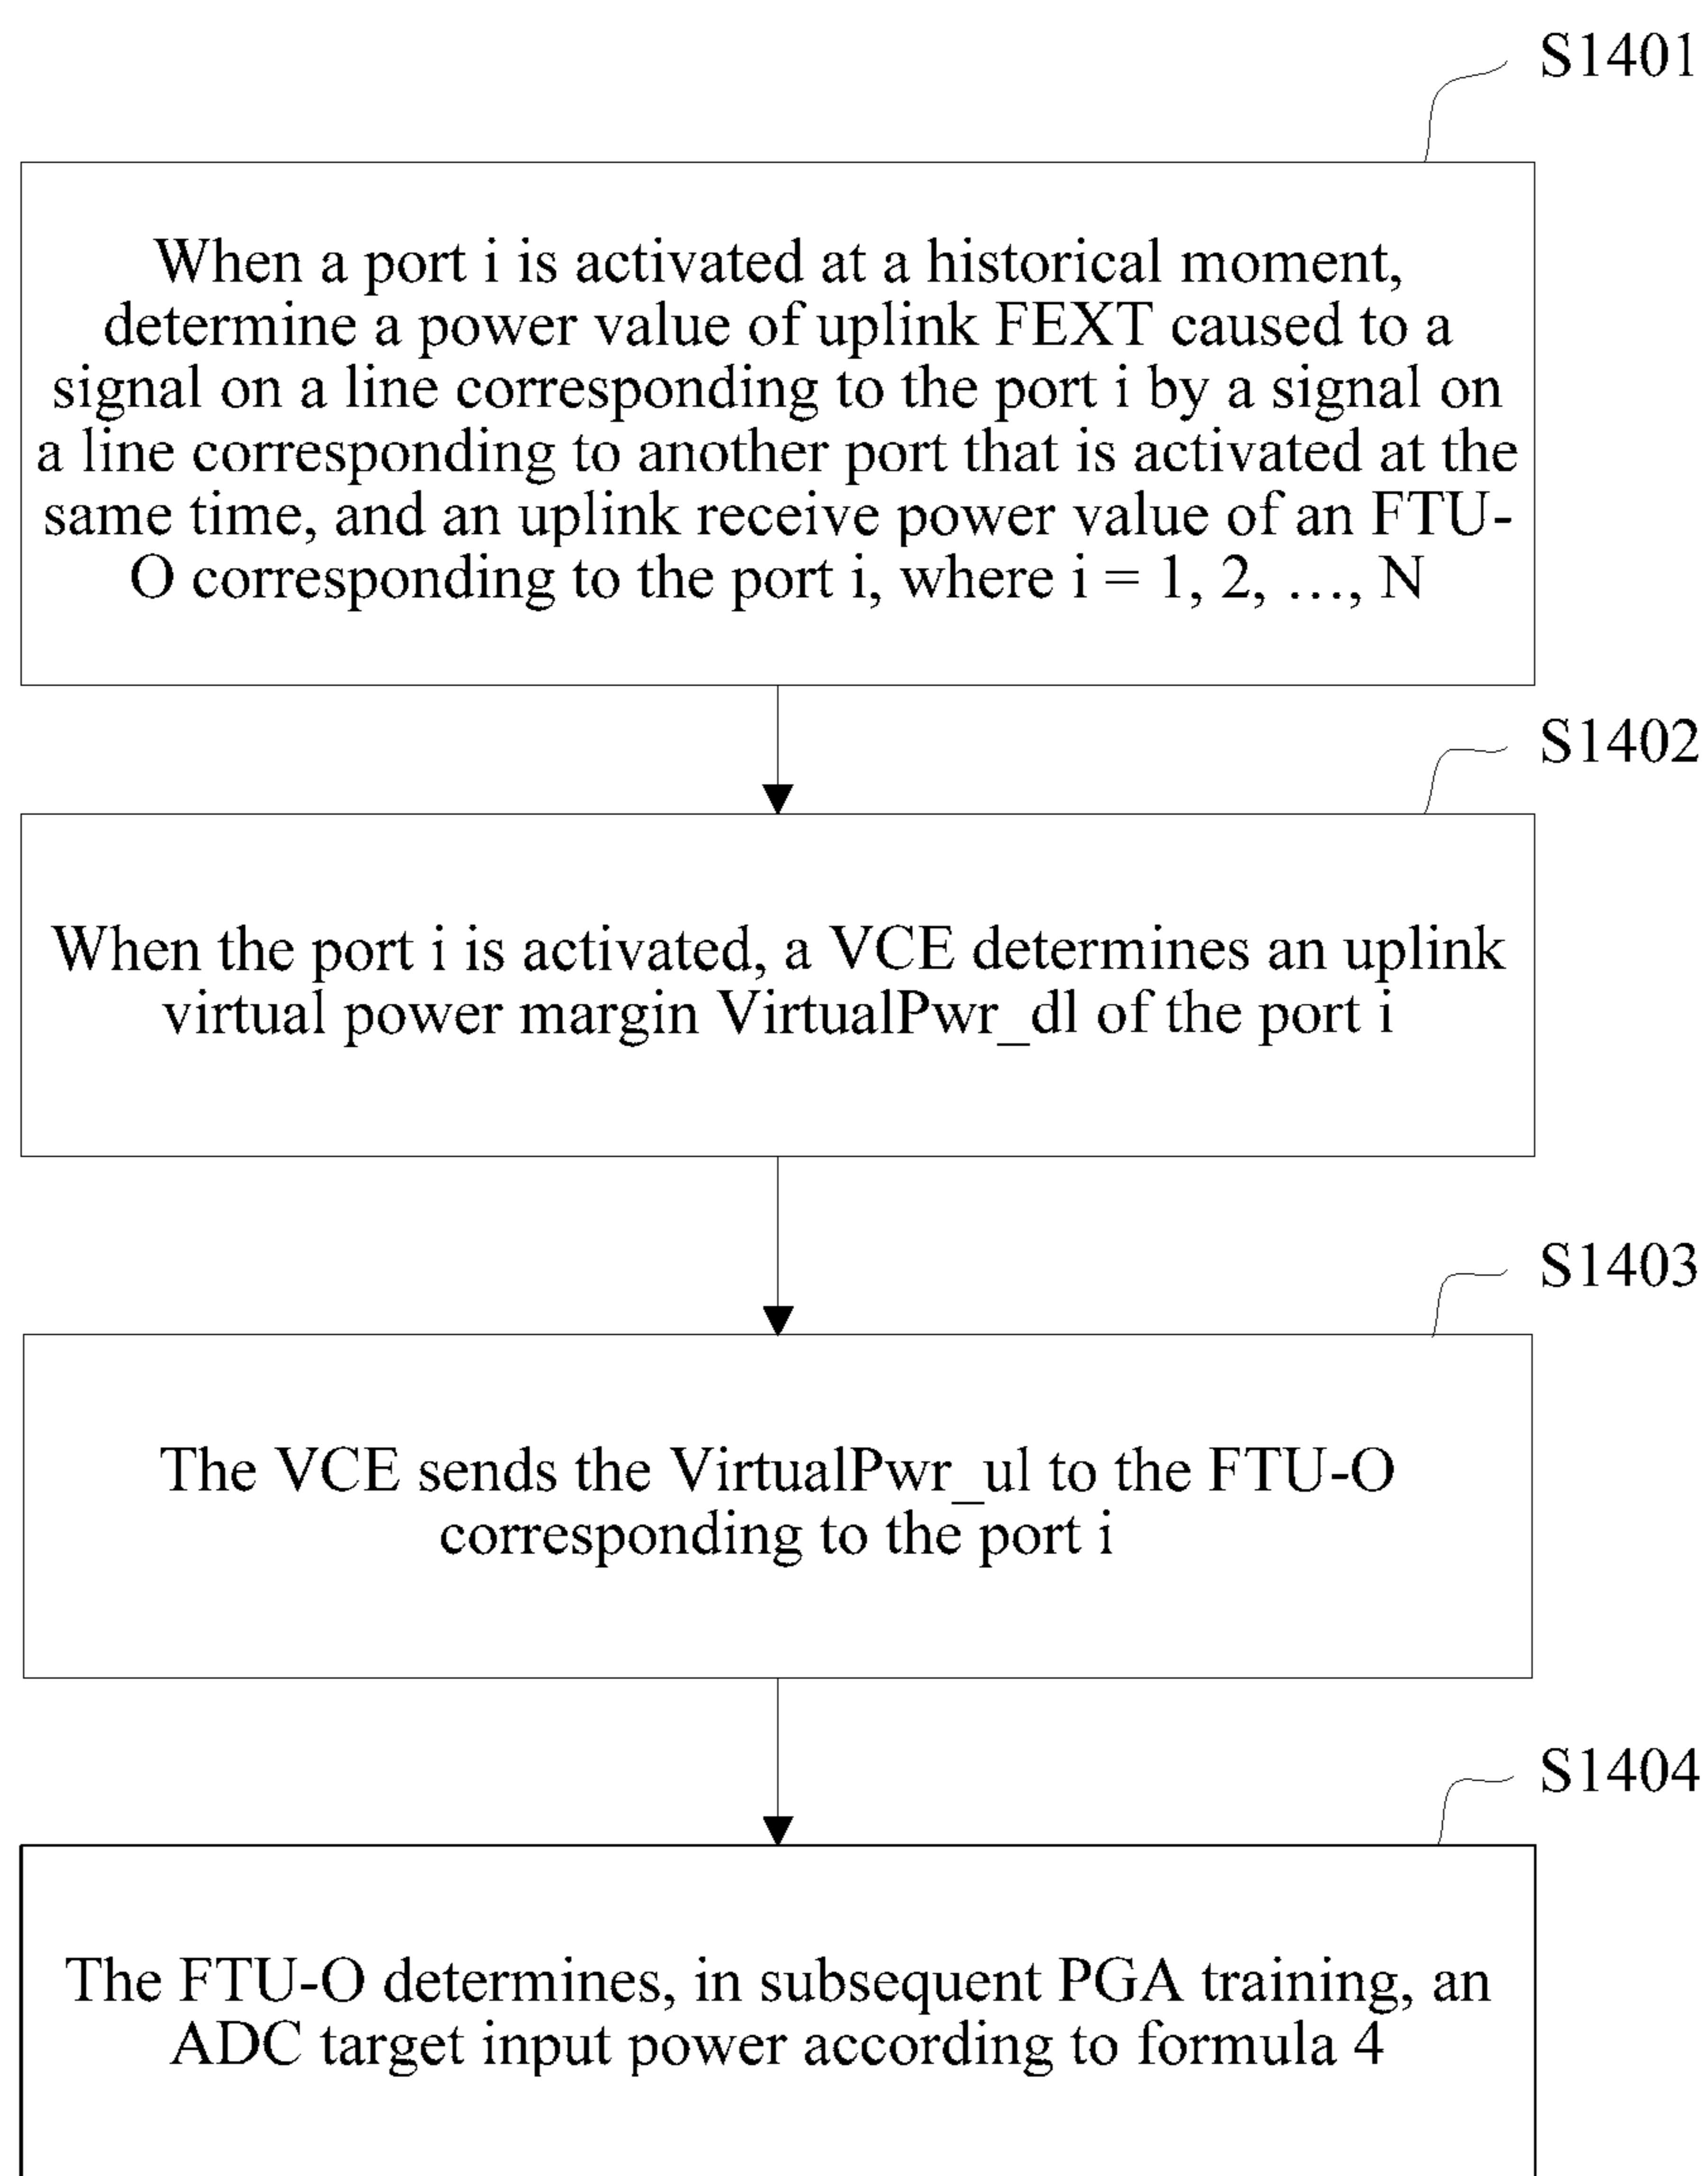 S1401
When a port i is activated at a historical moment,
determine a power value of uplink FEXT caused to a
signal on a line corresponding to the port i by a signal on
a line corresponding to another port that is activated at the
same time, and an uplink receive power value of an FTU-
O corresponding to the port i, where i = 1, 2, …, N
S1402
When the port i is activated, a VCE determines an uplink
virtual power margin VirtualPwr_dl of the port i
S1403
The VCE sends the VirtualPwr_ul to the FTU-O
corresponding to the port i
S1404
The FTU-O determines, in subsequent PGA training, an
ADC target input power according to formula 4